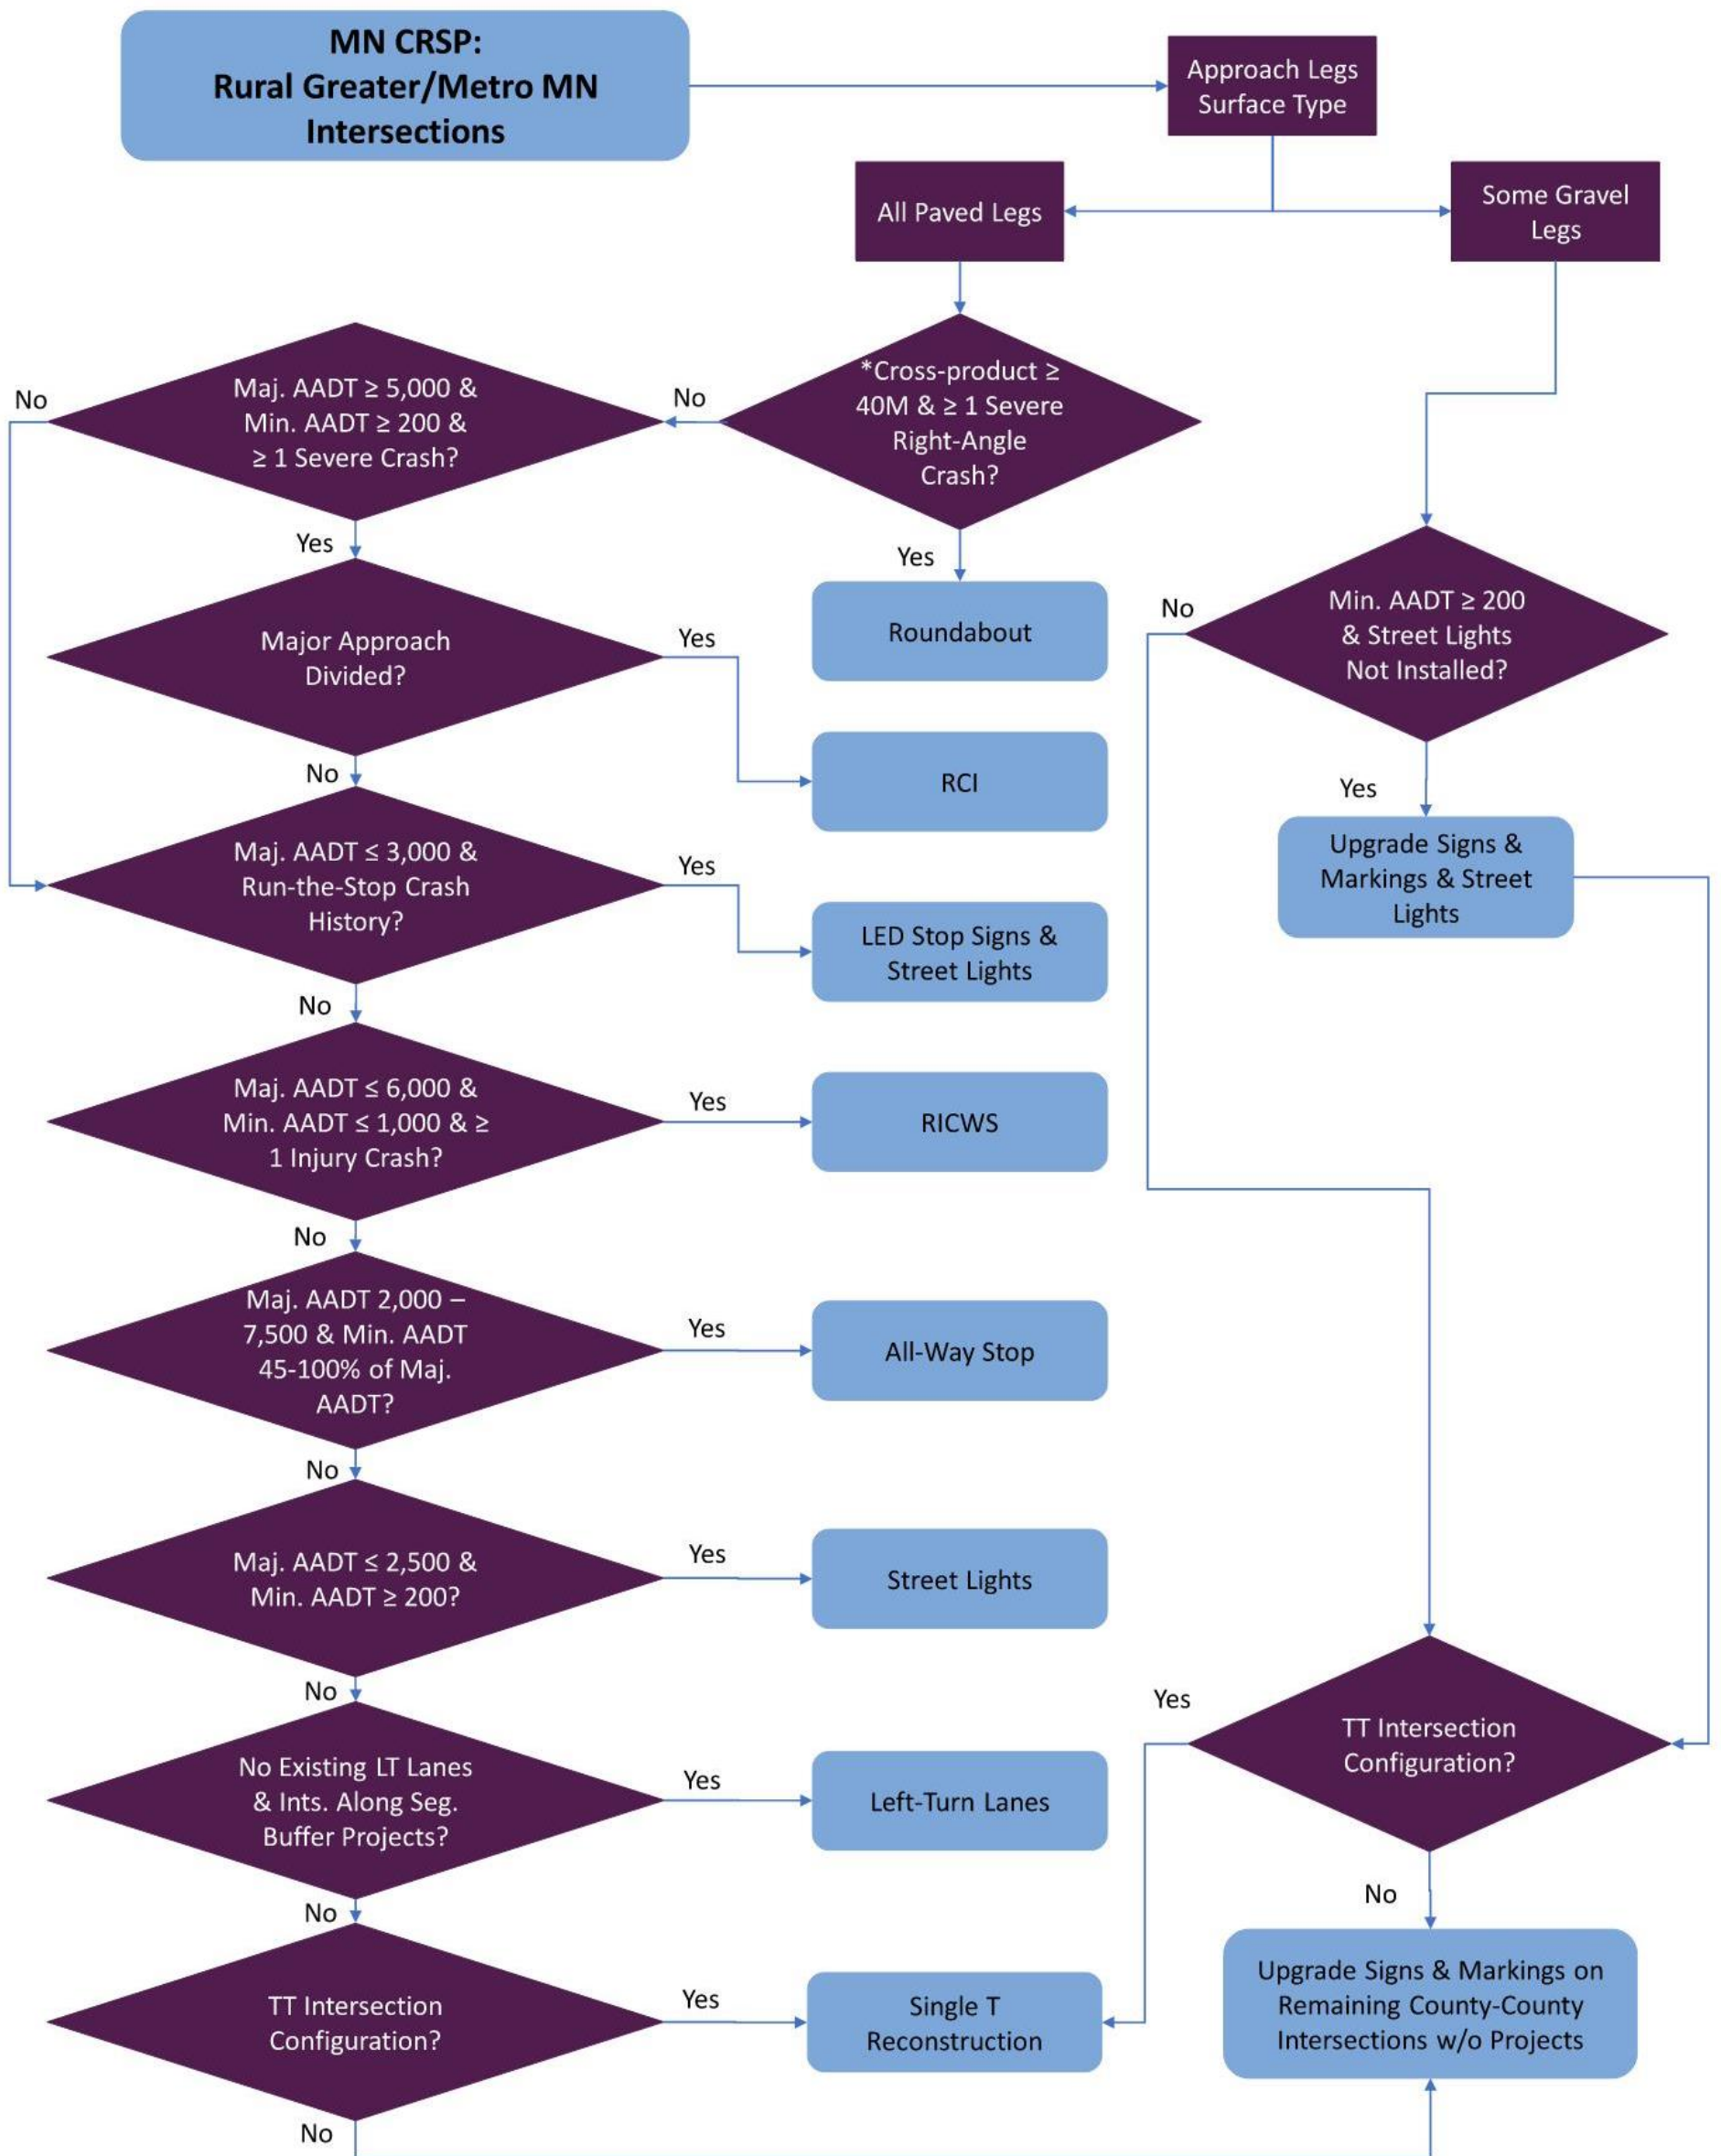 MN CRSP:
Rural Greater/Metro MN
Intersections
Approach Legs
Surface Type
All Paved Legs
Some Gravel
Legs
*Cross-product ≥
40M & ≥ 1 Severe
Right-Angle
Crash?
No
Yes
Roundabout
Maj. AADT ≥ 5,000 &
Min. AADT ≥ 200 &
≥ 1 Severe Crash?
No
Yes
Major Approach
Divided?
Yes
RCI
No
Maj. AADT ≤ 3,000 &
Run-the-Stop Crash
History?
Yes
LED Stop Signs &
Street Lights
No
Maj. AADT ≤ 6,000 &
Min. AADT ≤ 1,000 & ≥
1 Injury Crash?
Yes
RICWS
No
Maj. AADT 2,000 –
7,500 & Min. AADT
45-100% of Maj.
AADT?
Yes
All-Way Stop
No
Maj. AADT ≤ 2,500 &
Min. AADT ≥ 200?
Yes
Street Lights
No
No Existing LT Lanes
& Ints. Along Seg.
Buffer Projects?
Yes
Left-Turn Lanes
No
TT Intersection
Configuration?
Yes
Single T
Reconstruction
No
Min. AADT ≥ 200
& Street Lights
Not Installed?
No
Yes
Upgrade Signs &
Markings & Street
Lights
TT Intersection
Configuration?
Yes
No
Upgrade Signs & Markings on
Remaining County-County
Intersections w/o Projects